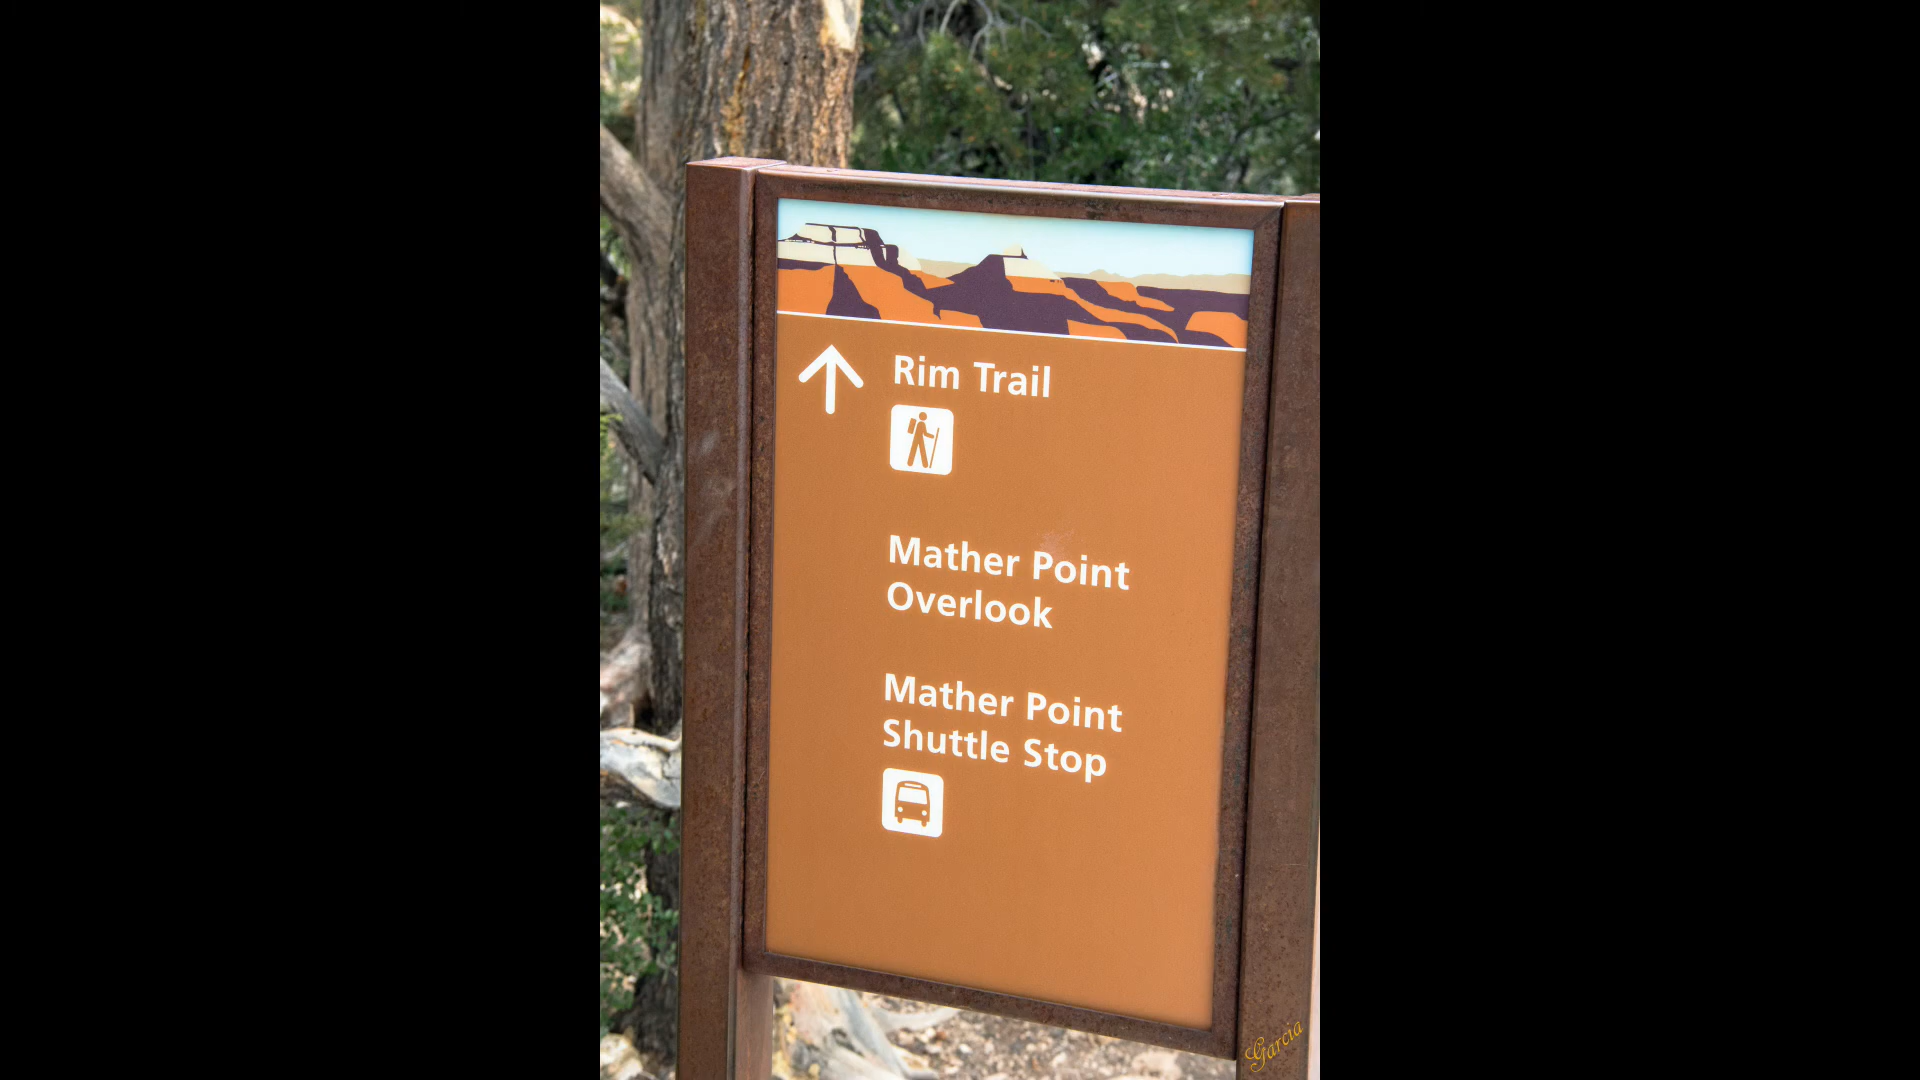 Rim Trail
Mather Point
Overlook
Mather Point
Shuttle Stop
Garcia